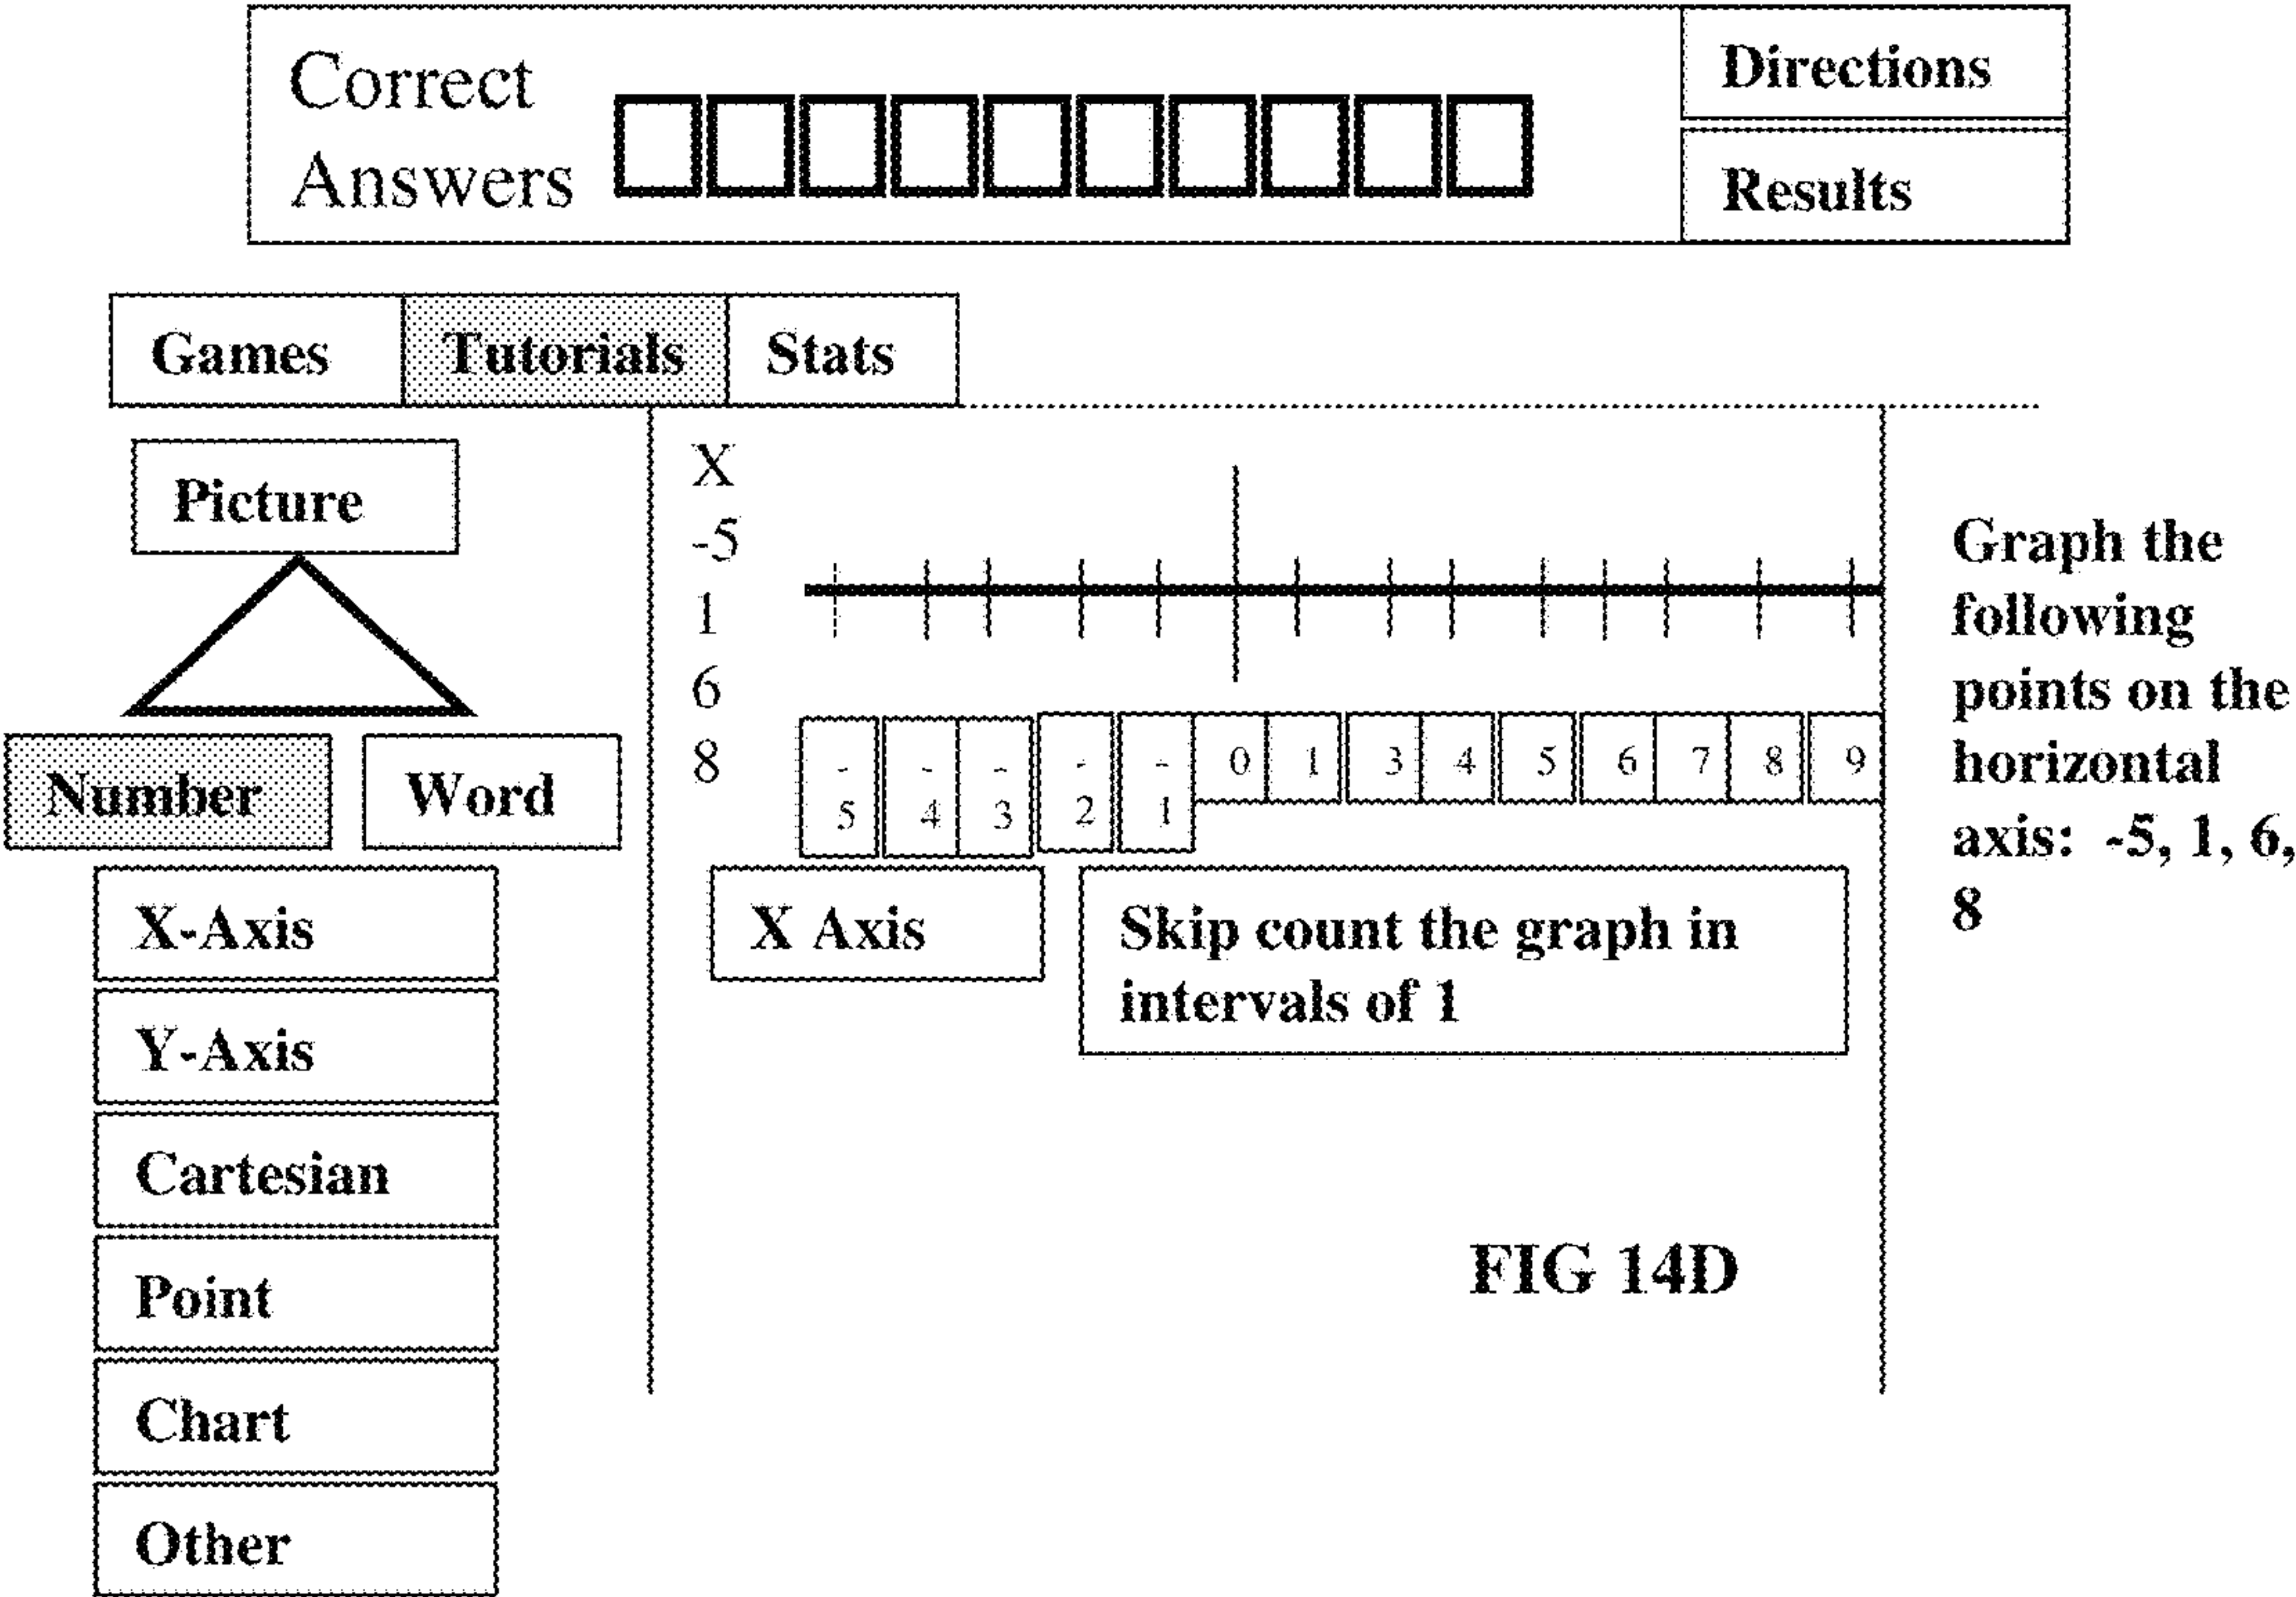 Correct
Answers
Directions
Results
Games Tutorials Stats
Picture
Number Word
X-Axis
Y-Axis
Cartesian
Point
Chart
Other
X
-5
1
6
8
-5 -4 -3 -2 -1 0 1 3 4 5 6 7 8 9
X Axis
Skip count the graph in
intervals of 1
Graph the
following
points on the
horizontal
axis: -5, 1, 6,
8
FIG 14D